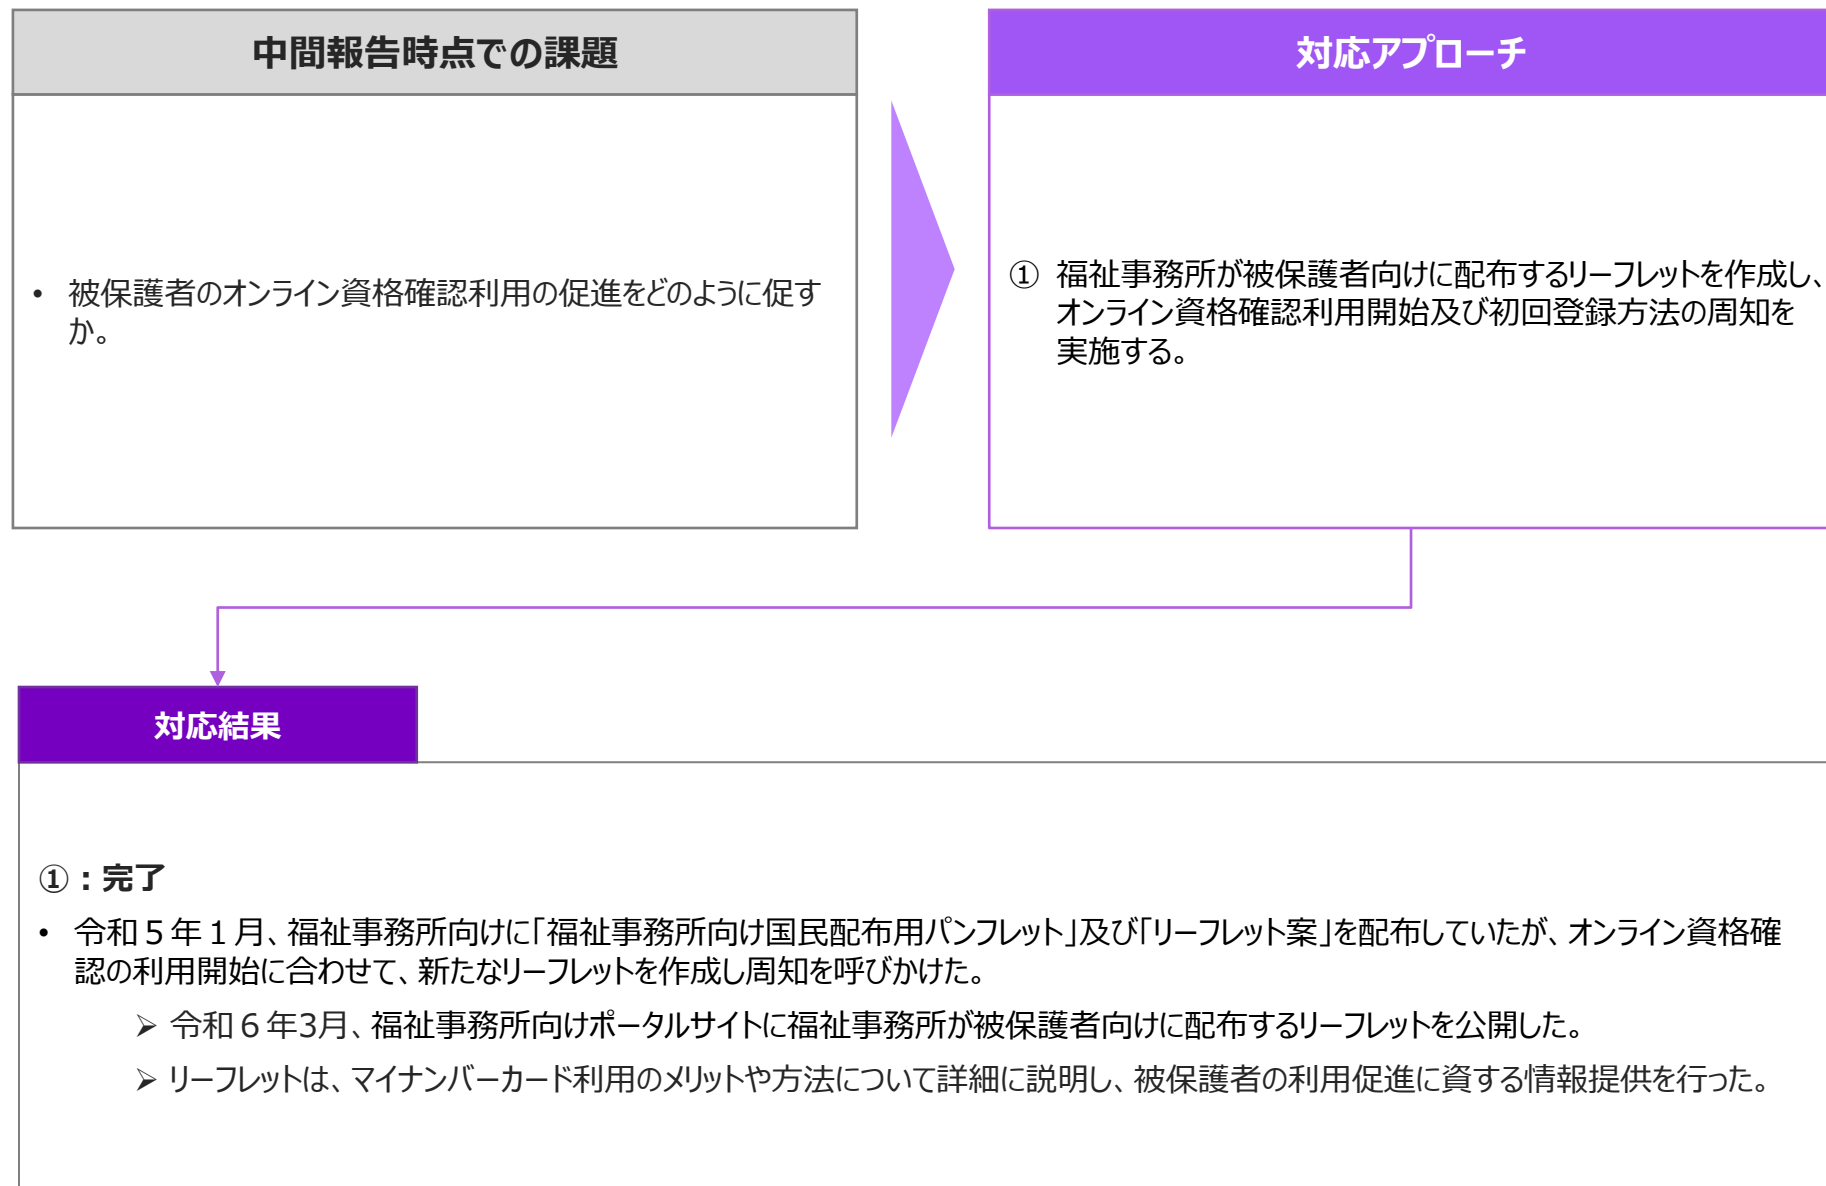 中間報告時点での課題
• 被保護者のオンライン資格確認利用の促進をどのように促す
か。
対応アプローチ
① 福祉事務所が被保護者向けに配布するリーフレットを作成し、
オンライン資格確認利用開始及び初回登録方法の周知を
実施する。
対応結果
①：完了
• 令和５年１月、福祉事務所向けに「福祉事務所向け国民配布用パンフレット」及び「リーフレット案」を配布していたが、オンライン資格確
認の利用開始に合わせて、新たなリーフレットを作成し周知を呼びかけた。
➢ 令和６年3月、福祉事務所向けポータルサイトに福祉事務所が被保護者向けに配布するリーフレットを公開した。
➢ リーフレットは、マイナンバーカード利用のメリットや方法について詳細に説明し、被保護者の利用促進に資する情報提供を行った。